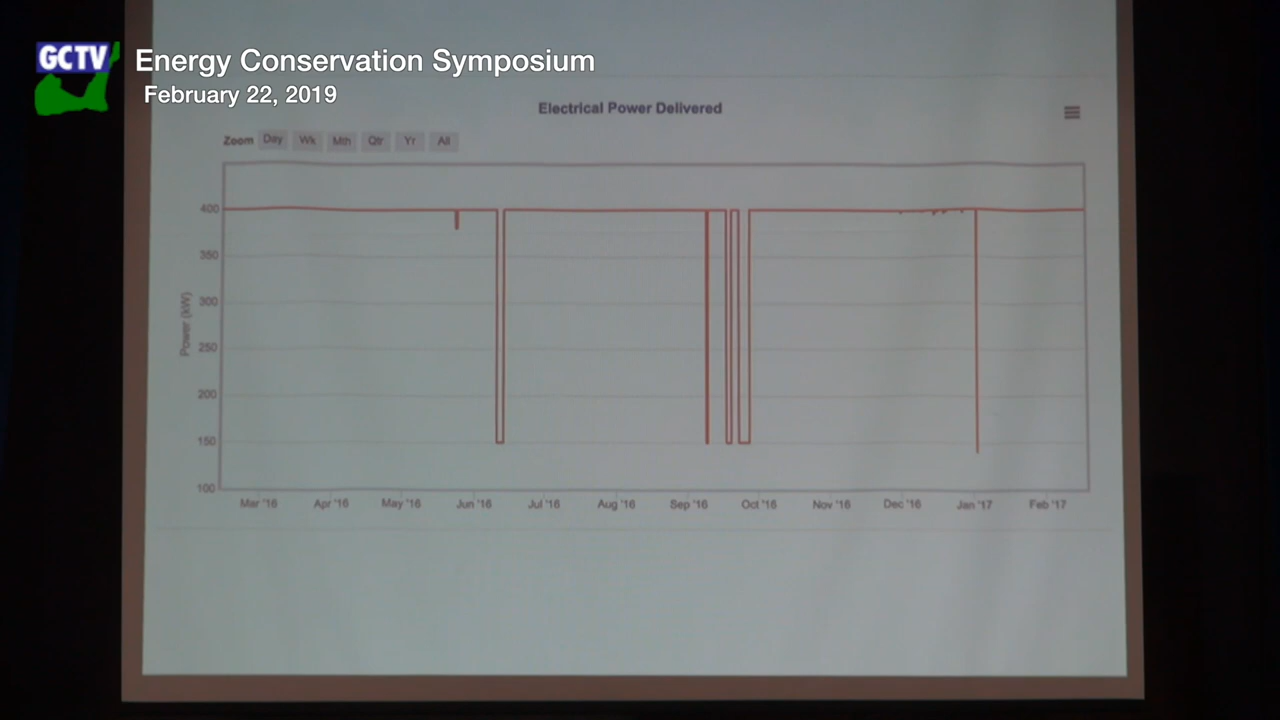 GCTV
Energy Conservation Symposium
February 22, 2019
Electrical Power Delivered
Zoom Day Wk Mth Qtr Yr All
400
350
300
250
200
150
100
Power (kW)
Mar '16 Apr '16 May '16 Jun '16 Jul '16 Aug '16 Sep '16 Oct '16 Nov '16 Dec '16 Jan '17 Feb '17